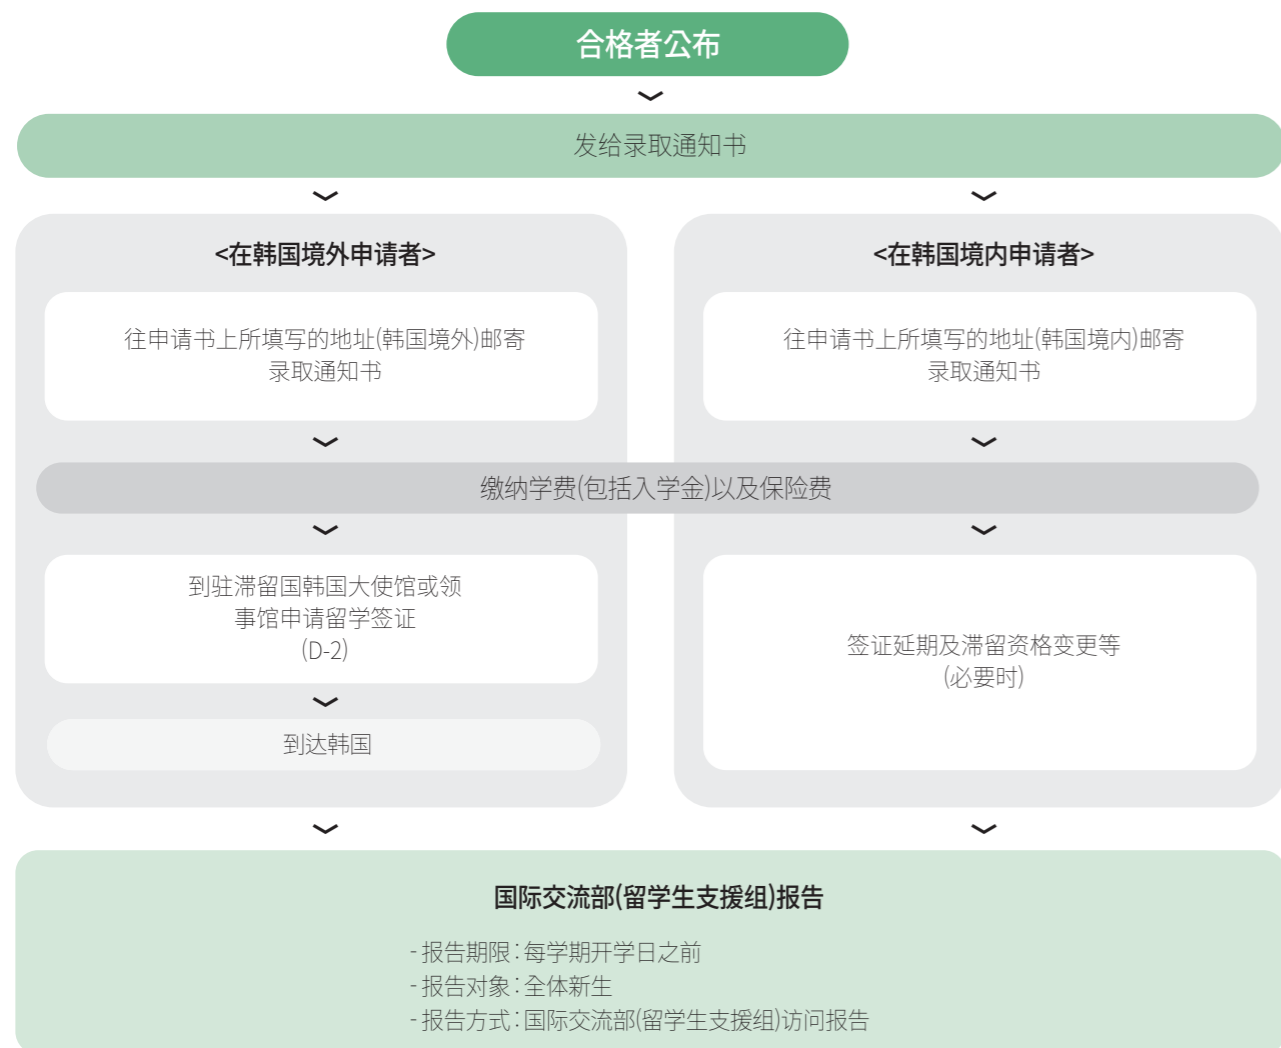 合格者公布
发给录取通知书
<在韩国境外申请者>
往申请书上所填写的地址(韩国境外)邮寄
录取通知书
<在韩国境内申请者>
往申请书上所填写的地址(韩国境内)邮寄
录取通知书
缴纳学费(包括入学金)以及保险费
到驻滞留国韩国大使馆或领
事馆申请留学签证
(D-2)
到达韩国
签证延期及滞留资格变更等
(必要时)
国际交流部(留学生支援组)报告
- 报告期限 : 每学期开学日之前
- 报告对象 : 全体新生
- 报告方式 : 国际交流部(留学生支援组)访问报告